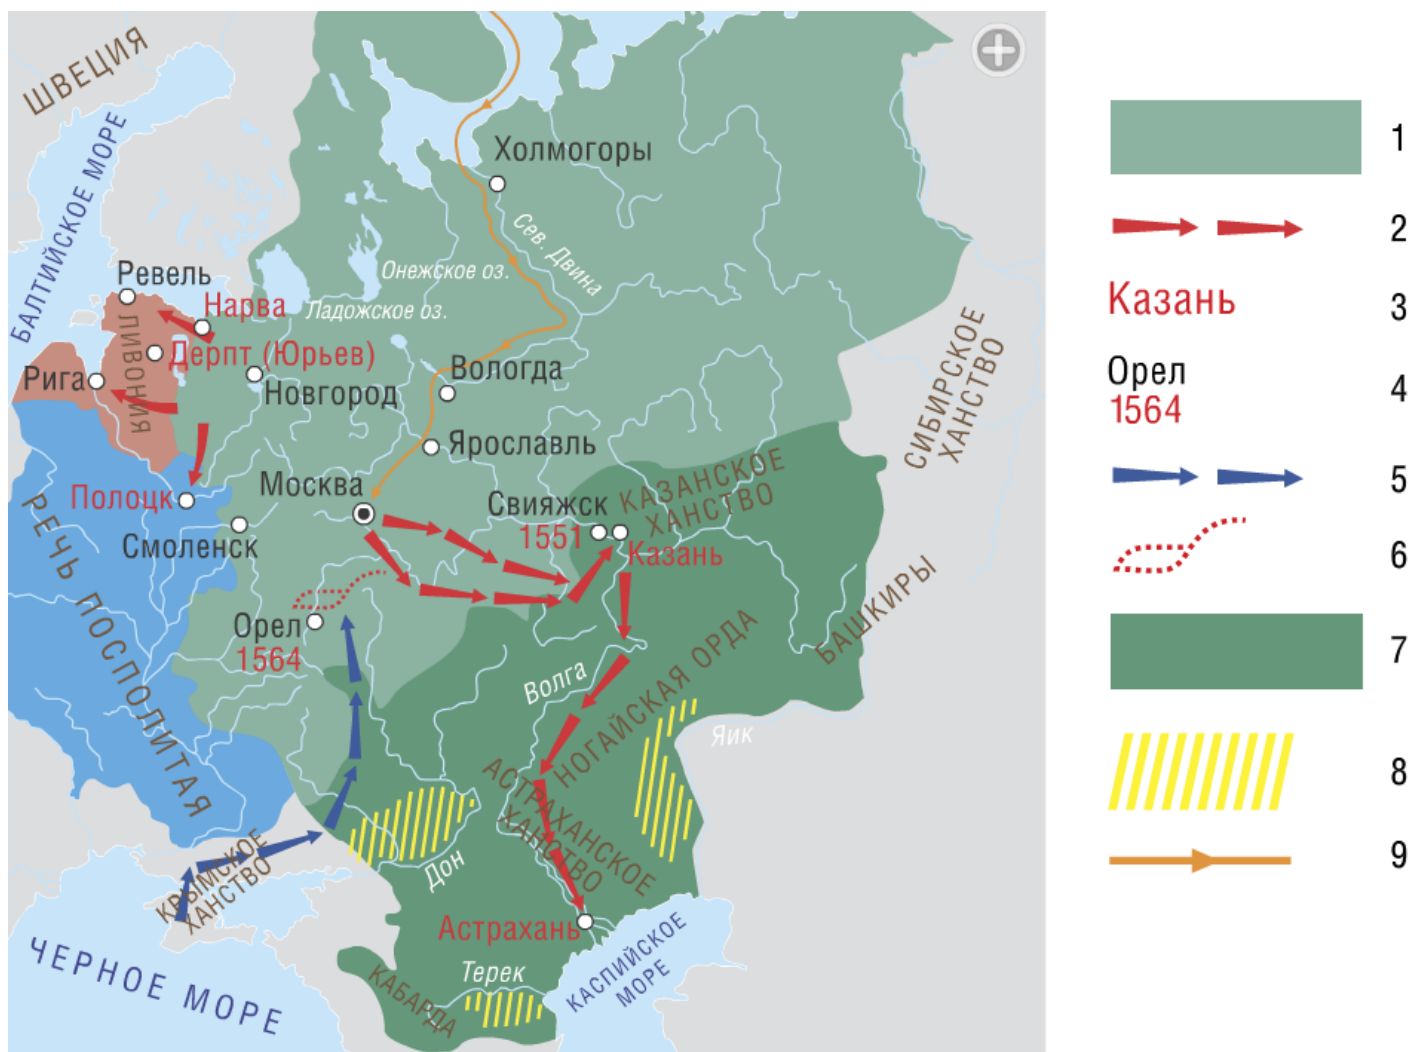 ШВЕЦИЯ
БАЛТИЙСКОЕ МОРЕ
Холмогоры
Сев. Двина
Онежское оз.
Ладожское оз.
Ревель
Нарва
ЛИВОНИЯ
Дерпт (Юрьев)
Рига
Новгород
Вологда
Ярославль
СИБИРСКОЕ
ХАНСТВО
Москва
Полоцк
Смоленск
Свияжск
1551
КАЗАНСКОЕ
ХАНСТВО
Казань
РЕЧЬ ПОСПОЛИТАЯ
Орел
1564
БАШКИРЫ
Волга
НОГАЙСКАЯ ОРДА
Яик
АСТРАХАНСКОЕ
ХАНСТВО
Дон
КРЫМСКОЕ
ХАНСТВО
Астрахань
ЧЕРНОЕ МОРЕ
Терек
КАБАРДА
КАСПИЙСКОЕ
МОРЕ
1
2
Казань 3
Орел
1564
4
5
6
7
8
9